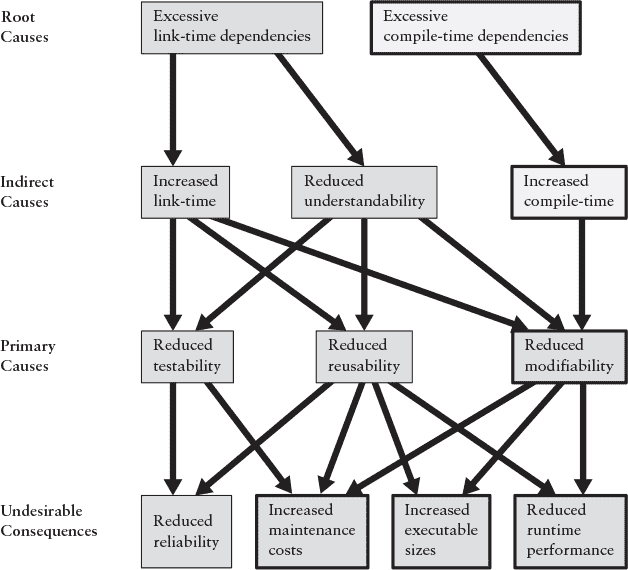 Root
Causes
Excessive
link-time dependencies
Excessive
compile-time dependencies
Indirect
Causes
Increased
link-time
Reduced
understandability
Increased
compile-time
Primary
Causes
Reduced
testability
Reduced
reusability
Reduced
modifiability
Undesirable
Consequences
Reduced
reliability
Increased
maintenance
costs
Increased
executable
sizes
Reduced
runtime
performance